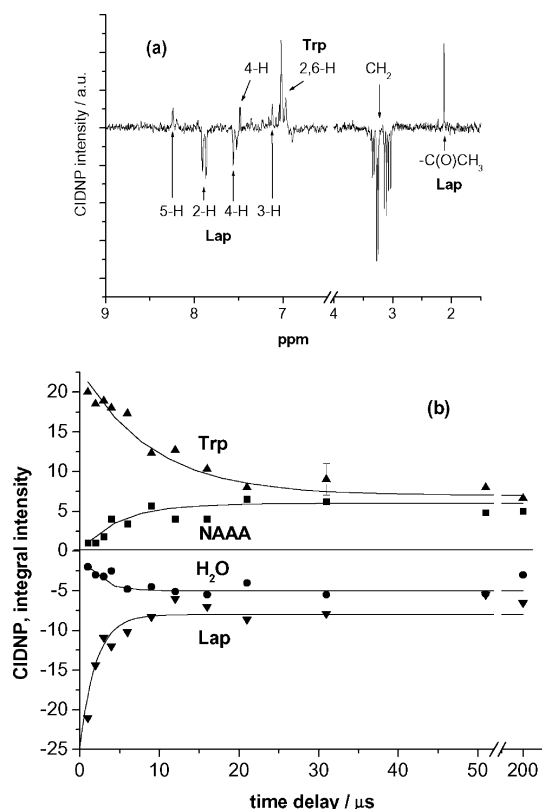 (a)
Trp
4-H
2,6-H
CH2
-C(O)CH3
Lap
5-H
2-H
4-H
3-H
Lap
CIDNP intensity / a.u.
9
8
7
4
3
2
ppm
(b)
Trp
NAAA
H2O
Lap
CIDNP, integral intensity
20
15
10
5
0
-5
-10
-15
-20
-25
0
10
20
30
40
50
200
time delay / μs